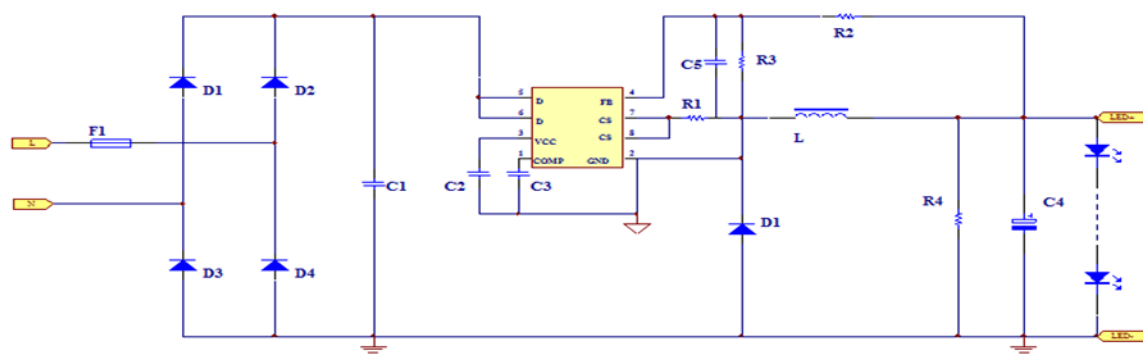 R2
C5
R3
D1
D2
5
D
FB
4
R1
6
D
CS
7
F1
L
3
VCC
CS
8
L
LED+
1
COMP
GND
2
C1
C2
C3
N
R4
C4
D1
D3
D4
LED-